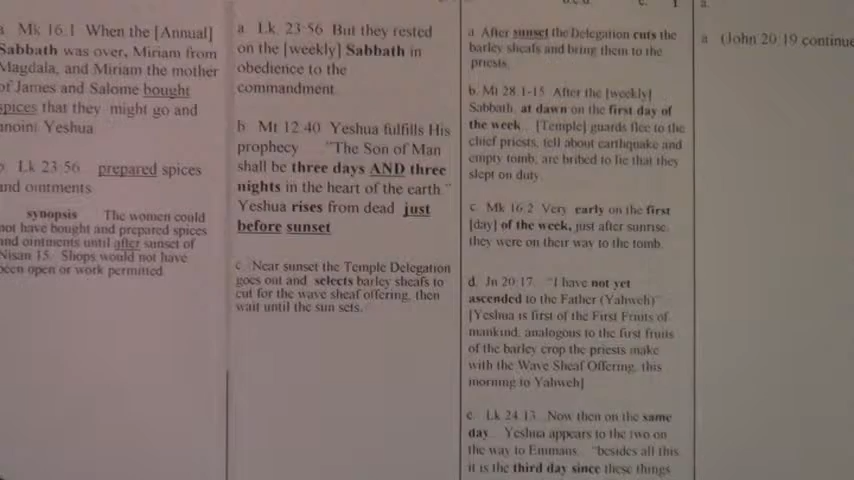 a Mk 16:1 When the [Annual]
Sabbath was over, Miriam from
Magdala, and Miriam the mother
of James and Salome bought
spices that they might go and
anoint Yeshua
Lk 23:56 prepared spices
and ointments
synopsis The women could
not have bought and prepared spices
and ointments until after sunset of
Nisan 15. Shops would not have
been open or work permitted
a Lk 23:56 But they rested
on the [weekly] Sabbath in
obedience to the
commandment
b Mt 12:40 Yeshua fulfills His
prophecy "The Son of Man
shall be three days AND three
nights in the heart of the earth."
Yeshua rises from dead just
before sunset
c. Near sunset the Temple Delegation
goes out and selects barley sheafs to
cut for the wave sheaf offering, then
wait until the sun sets.
a After sunset the Delegation cuts the
barley sheafs and bring them to the
priests.
b. Mt 28:1-15 After the [weekly]
Sabbath, at dawn on the first day of
the week [Temple] guards flee to the
chief priests, tell about earthquake and
empty tomb, are bribed to lie that they
slept on duty.
c. Mk 16:2 Very early on the first
[day] of the week, just after sunrise,
they were on their way to the tomb.
d. Jn 20:17 "I have not yet
ascended to the Father (Yahweh)"
[Yeshua is first of the First Fruits of
mankind, analogous to the first fruits
of the barley crop the priests make
with the Wave Sheaf Offering, this
morning to Yahweh]
e. Lk 24:13 Now then on the same
day Yeshua appears to the two on
the way to Emmaus. "besides all this
it is the third day since these things
a.
a (John 20:19 continue